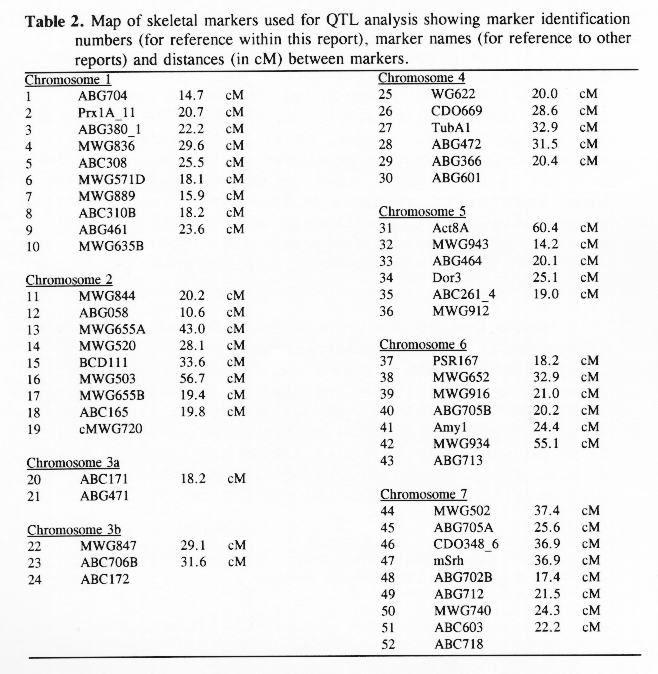 Table 2. Map of skeletal markers used for QTL analysis showing marker identification
numbers (for reference within this report), marker names (for reference to other
reports) and distances (in cM) between markers.
Chromosome 1
1 ABG704 14.7 cM
2 Prx1A_11 20.7 cM
3 ABG380_1 22.2 cM
4 MWG836 29.6 cM
5 ABC308 25.5 cM
6 MWG571D 18.1 cM
7 MWG889 15.9 cM
8 ABC310B 18.2 cM
9 ABG461 23.6 cM
10 MWG635B
Chromosome 2
11 MWG844 20.2 cM
12 ABG058 10.6 cM
13 MWG655A 43.0 cM
14 MWG520 28.1 cM
15 BCD111 33.6 cM
16 MWG503 56.7 cM
17 MWG655B 19.4 cM
18 ABC165 19.8 cM
19 cMWG720
Chromosome 3a
20 ABC171 18.2 cM
21 ABG471
Chromosome 3b
22 MWG847 29.1 cM
23 ABC706B 31.6 cM
24 ABC172
Chromosome 4
25 WG622 20.0 cM
26 CDO669 28.6 cM
27 TubA1 32.9 cM
28 ABG472 31.5 cM
29 ABG366 20.4 cM
30 ABG601
Chromosome 5
31 Act8A 60.4 cM
32 MWG943 14.2 cM
33 ABG464 20.1 cM
34 Dor3 25.1 cM
35 ABC261_4 19.0 cM
36 MWG912
Chromosome 6
37 PSR167 18.2 cM
38 MWG652 32.9 cM
39 MWG916 21.0 cM
40 ABG705B 20.2 cM
41 Amy1 24.4 cM
42 MWG934 55.1 cM
43 ABG713
Chromosome 7
44 MWG502 37.4 cM
45 ABG705A 25.6 cM
46 CDO348_6 36.9 cM
47 mSrh 36.9 cM
48 ABG702B 17.4 cM
49 ABG712 21.5 cM
50 MWG740 24.3 cM
51 ABC603 22.2 cM
52 ABC718